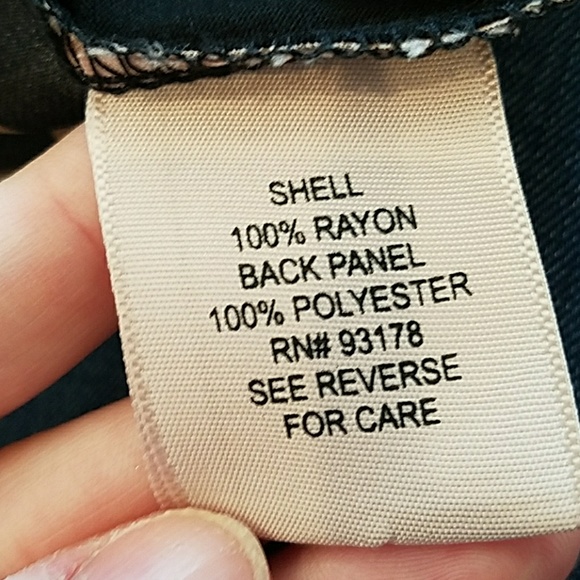 SHELL
100% RAYON
BACK PANEL
100% POLYESTER
RN# 93178
SEE REVERSE
FOR CARE